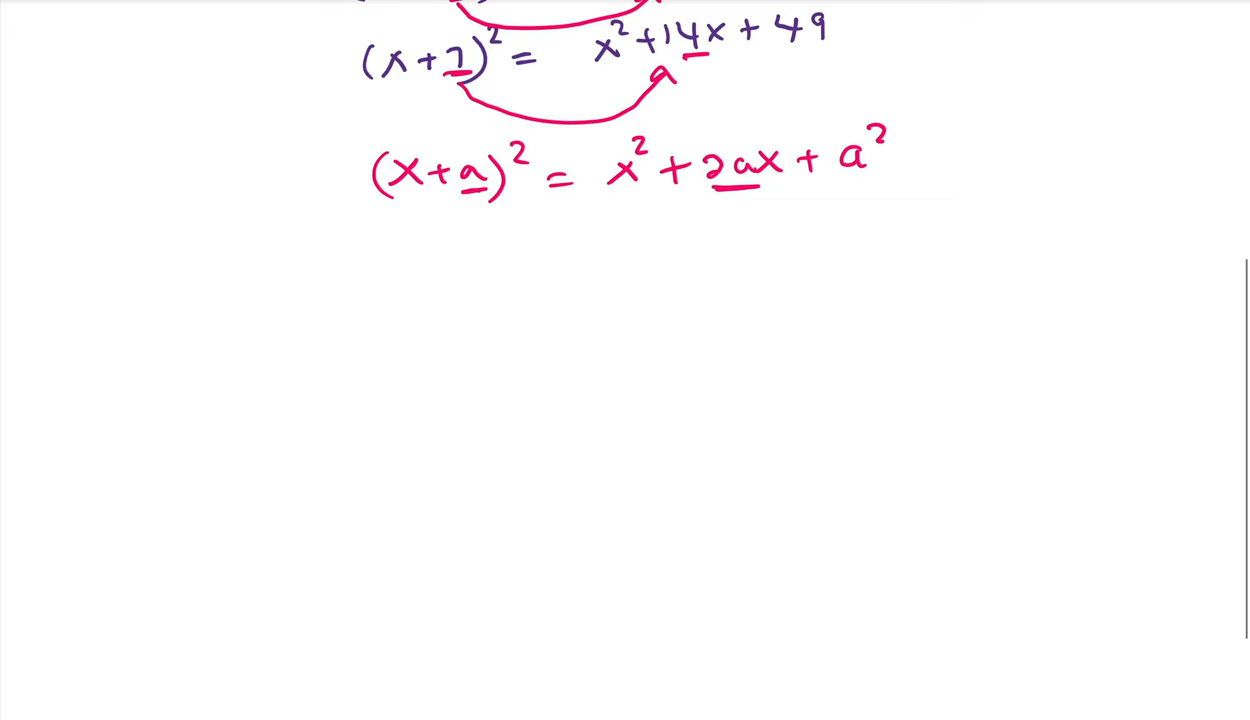 (x+7)² = x²+14x+49
(x+a)² = x²+2ax+a²